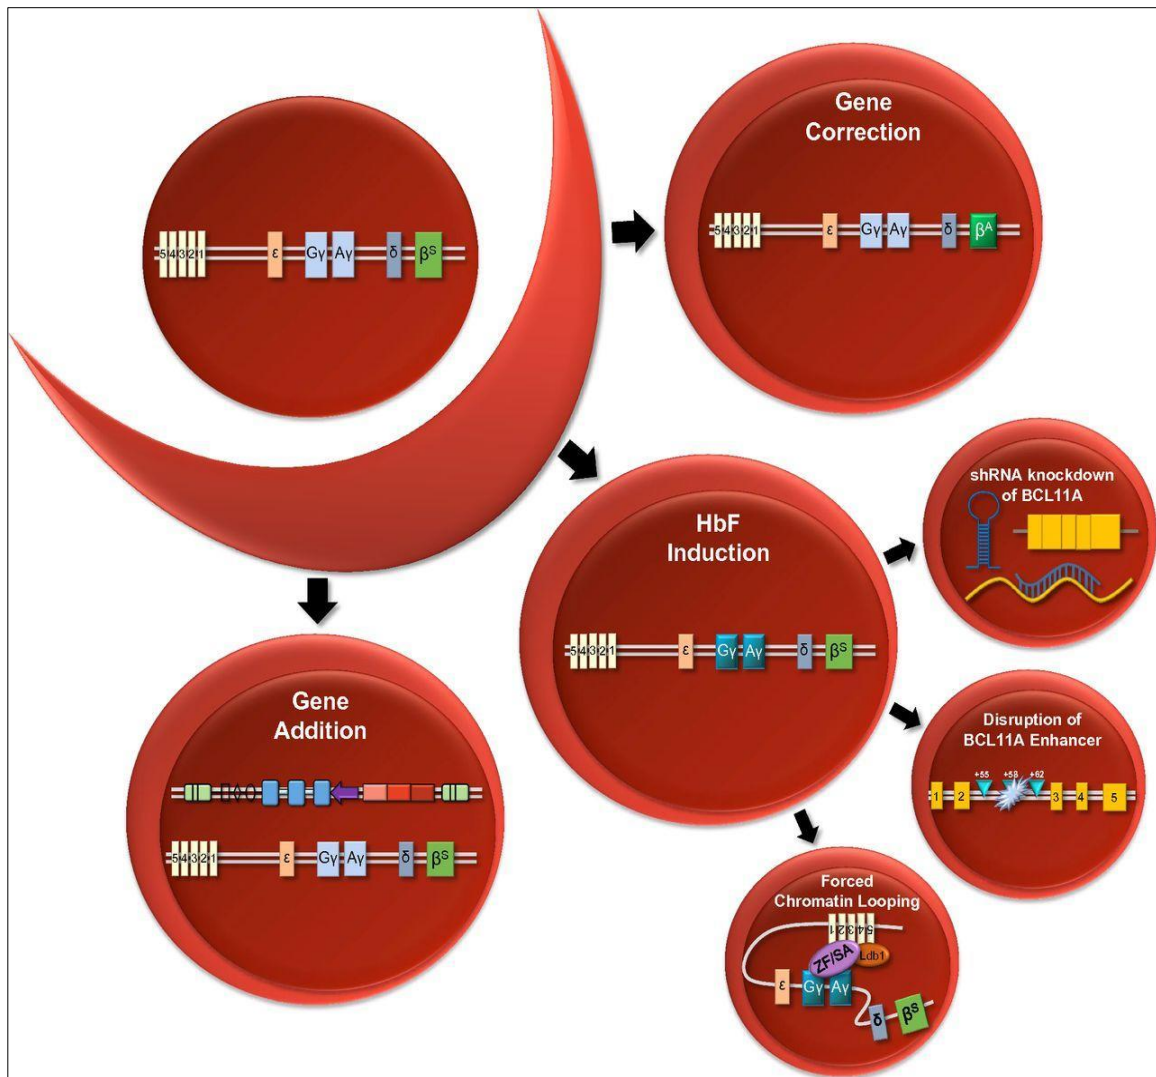 5 4 3 2 1 ε Gγ Aγ δ βS
Gene
Correction
5 4 3 2 1 ε Gγ Aγ δ βA
shRNA knockdown
of BCL11A
HbF
Induction
5 4 3 2 1 ε Gγ Aγ δ βS
Gene
Addition
5 4 3 2 1 ε Gγ Aγ δ βS
Disruption of
BCL11A Enhancer
+55 +58 +62
1 2 3 4 5
Forced
Chromatin Looping
1 2 3 4 5
ZF/SA Ldb1
ε Gγ Aγ
δ βS